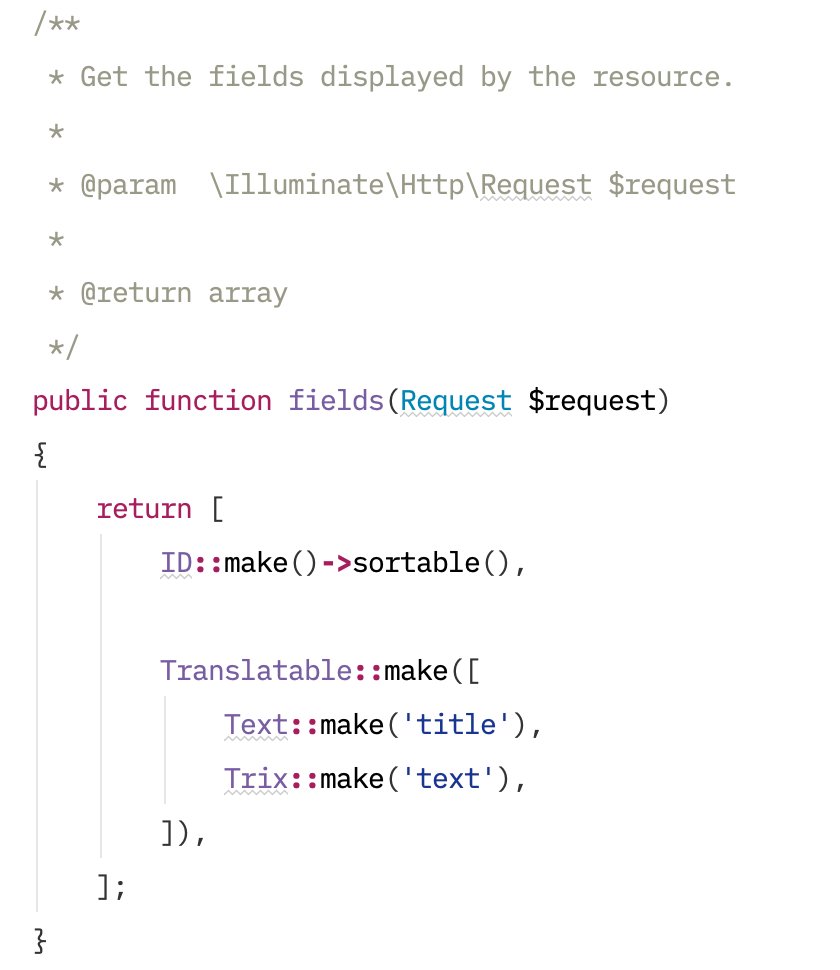 /**
 * Get the fields displayed by the resource.
 *
 * @param  \Illuminate\Http\Request $request
 *
 * @return array
 */
public function fields(Request $request)
{
    return [
        ID::make()->sortable(),

        Translatable::make([
            Text::make('title'),
            Trix::make('text'),
        ]),
    ];
}